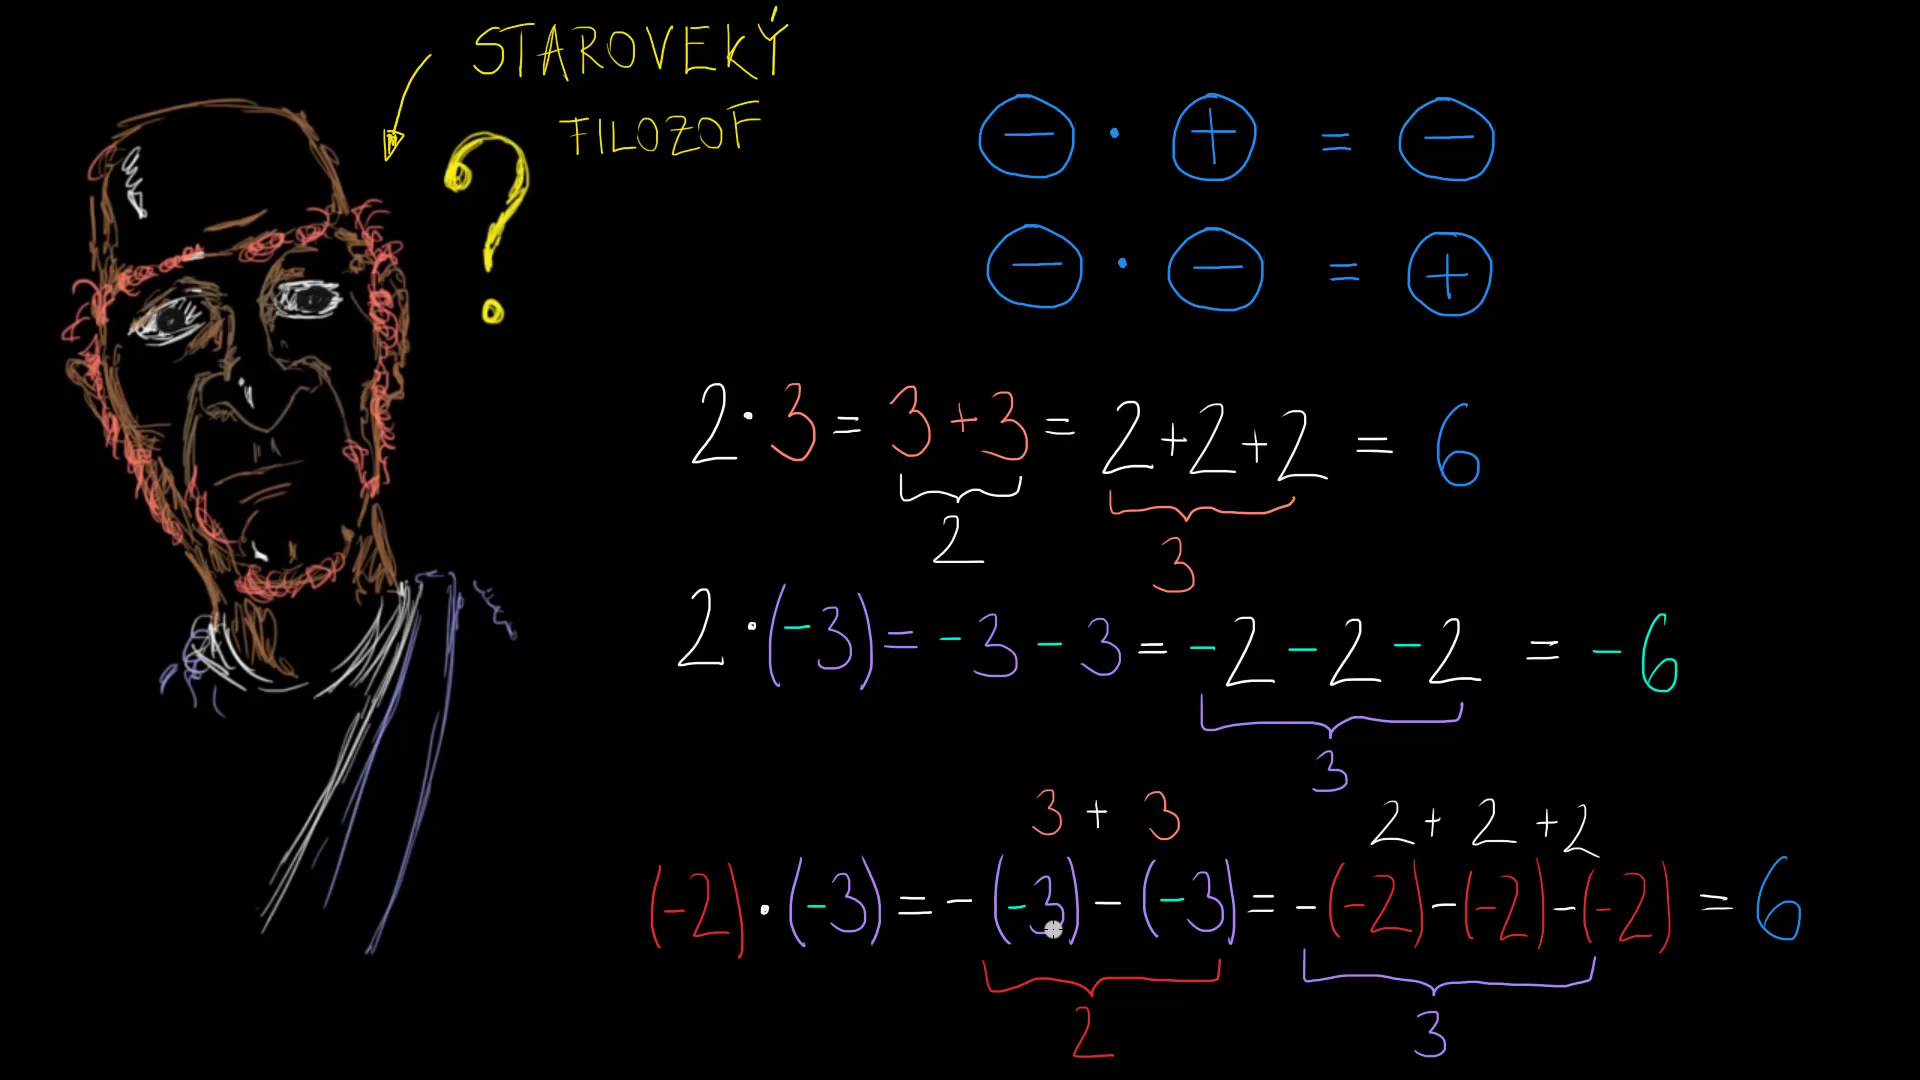 STAROVEKÝ
FILOZOF
?
− · + = −
− · − = +
2 · 3 = 3 + 3 = 2 + 2 + 2 = 6
2
3
2 · (-3) = -3 - 3 = -2 - 2 - 2 = -6
3
3 + 3
2 + 2 + 2
(-2) · (-3) = -(-3) - (-3) = -(-2) - (-2) - (-2) = 6
2
3